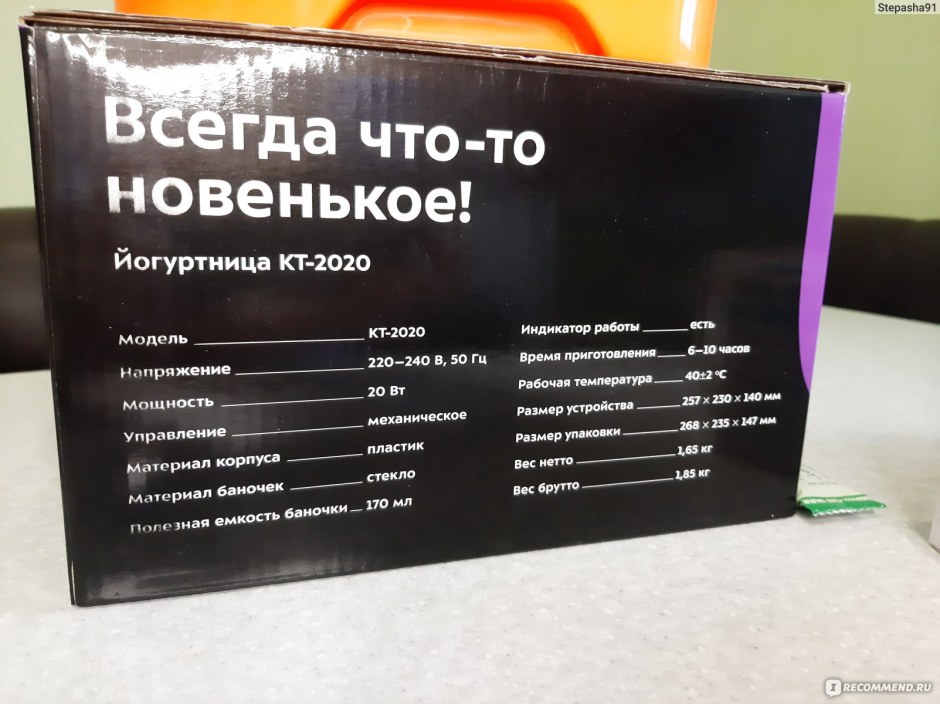 Stepasha91
Всегда что-то
новенькое!
Йогуртница КТ-2020
Модель КТ-2020
Напряжение 220–240 В, 50 Гц
Мощность 20 Вт
Управление механическое
Материал корпуса пластик
Материал баночек стекло
Полезная емкость баночки 170 мл
Индикатор работы есть
Время приготовления 6–10 часов
Рабочая температура 40±2 °С
Размер устройства 257 × 230 × 140 мм
Размер упаковки 268 × 235 × 147 мм
Вес нетто 1,65 кг
Вес брутто 1,85 кг
IRECOMMEND.RU